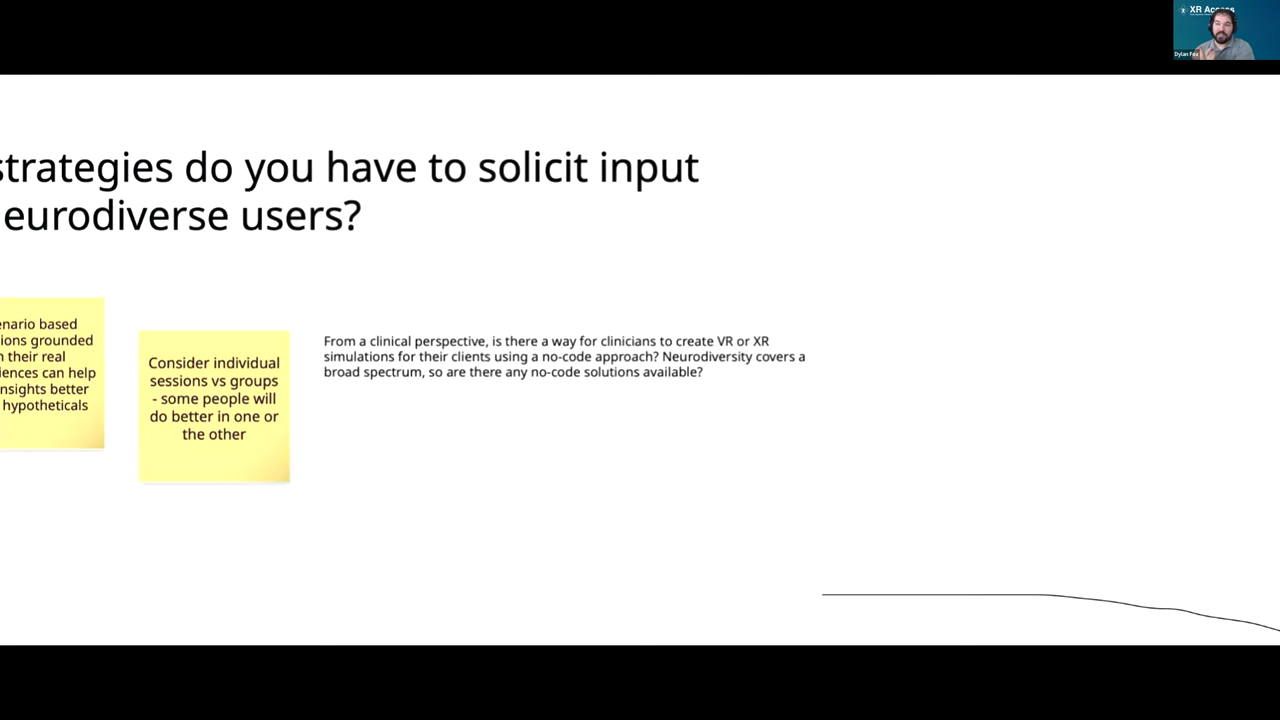 XR Access
Dylan Fox
strategies do you have to solicit input
eurodiverse users?
enario based
ions grounded
n their real
iences can help
nsights better
hypotheticals
Consider individual
sessions vs groups
- some people will
do better in one or
the other
From a clinical perspective, is there a way for clinicians to create VR or XR
simulations for their clients using a no-code approach? Neurodiversity covers a
broad spectrum, so are there any no-code solutions available?